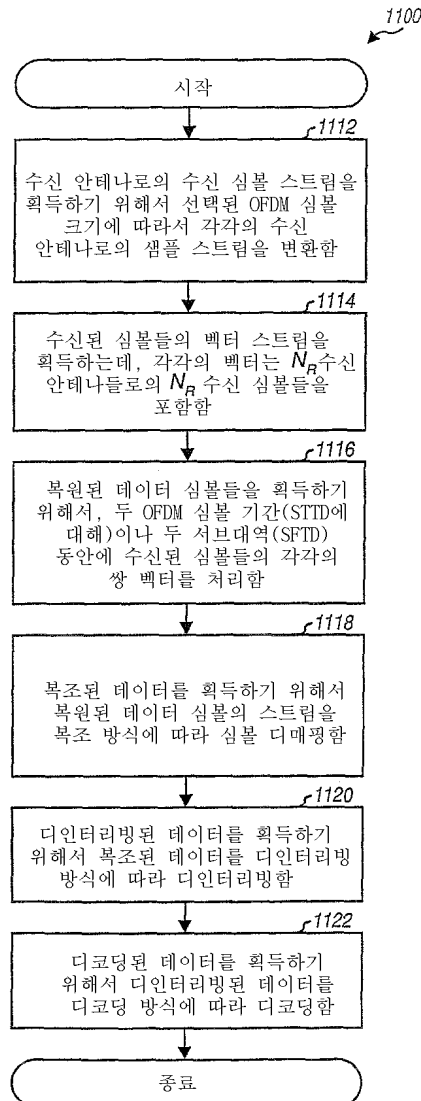 1100
시작
1112
수신 안테나로의 수신 심볼 스트림을
획득하기 위해서 선택된 OFDM 심볼
크기에 따라서 각각의 수신
안테나로의 샘플 스트림을 변환함
1114
수신된 심볼들의 벡터 스트림을
획득하는데, 각각의 벡터는 N_R수신
안테나들로의 N_R 수신 심볼들을
포함함
1116
복원된 데이터 심볼들을 획득하기
위해서, 두 OFDM 심볼 기간(STTD에
대해)이나 두 서브대역(SFTD)
동안에 수신된 심볼들의 각각의
쌍 벡터를 처리함
1118
복조된 데이터를 획득하기 위해서
복원된 데이터 심볼의 스트림을
복조 방식에 따라 심볼 디매핑함
1120
디인터리빙된 데이터를 획득하기
위해서 복조된 데이터를 디인터리빙
방식에 따라 디인터리빙함
1122
디코딩된 데이터를 획득하기
위해서 디인터리빙된 데이터를
디코딩 방식에 따라 디코딩함
종료